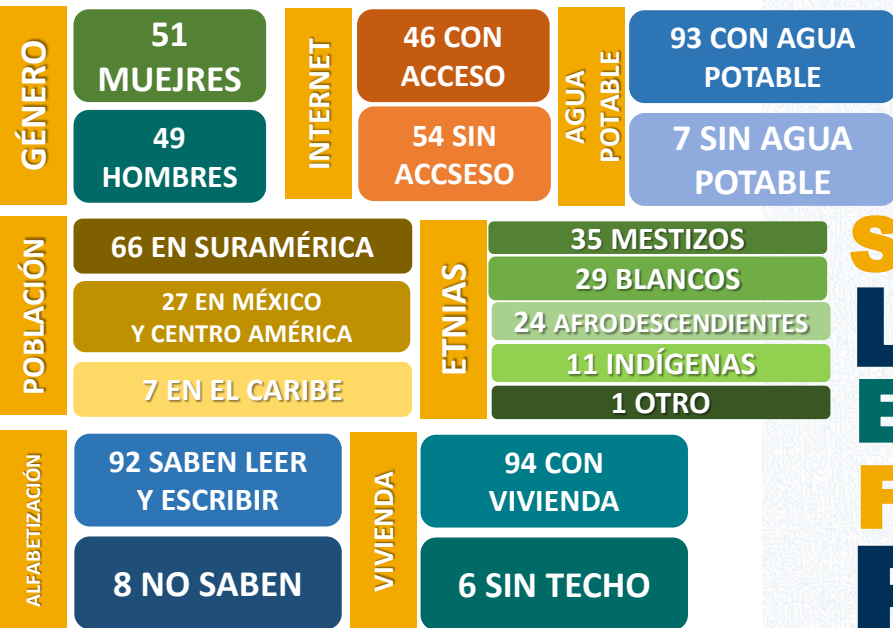 GÉNERO
51
MUEJRES
49
HOMBRES
INTERNET
46 CON
ACCESO
54 SIN
ACCSESO
AGUA
POTABLE
93 CON AGUA
POTABLE
7 SIN AGUA
POTABLE
POBLACIÓN
66 EN SURAMÉRICA
27 EN MÉXICO
Y CENTRO AMÉRICA
7 EN EL CARIBE
ETNIAS
35 MESTIZOS
29 BLANCOS
24 AFRODESCENDIENTES
11 INDÍGENAS
1 OTRO
ALFABETIZACIÓN
92 SABEN LEER
Y ESCRIBIR
8 NO SABEN
VIVIENDA
94 CON
VIVIENDA
6 SIN TECHO